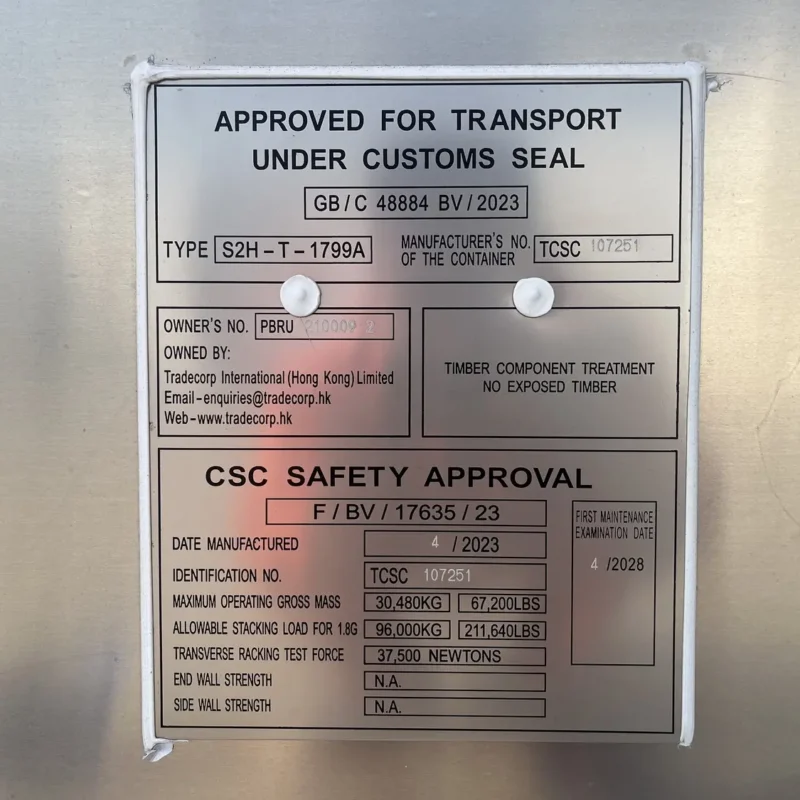 APPROVED FOR TRANSPORT
UNDER CUSTOMS SEAL
GB / C 48884 BV / 2023
TYPE S2H – T – 1799A
MANUFACTURER'S NO.
OF THE CONTAINER
TCSC 107251
OWNER'S NO. PBRU 210009 2
OWNED BY:
Tradecorp International (Hong Kong) Limited
Email – enquiries@tradecorp.hk
Web – www.tradecorp.hk
TIMBER COMPONENT TREATMENT
NO EXPOSED TIMBER
CSC SAFETY APPROVAL
F / BV / 17635 / 23
DATE MANUFACTURED 4 / 2023
IDENTIFICATION NO. TCSC 107251
MAXIMUM OPERATING GROSS MASS 30,480KG 67,200LBS
ALLOWABLE STACKING LOAD FOR 1.8G 96,000KG 211,640LBS
TRANSVERSE RACKING TEST FORCE 37,500 NEWTONS
END WALL STRENGTH N.A.
SIDE WALL STRENGTH N.A.
FIRST MAINTENANCE
EXAMINATION DATE
4 /2028